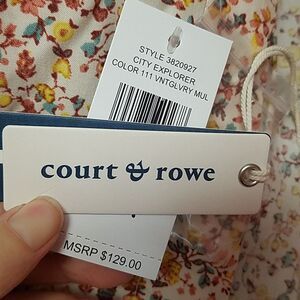 STYLE 3820927
CITY EXPLORER
COLOR 111 VNTGLVRY MUL
court & rowe
MSRP $129.00